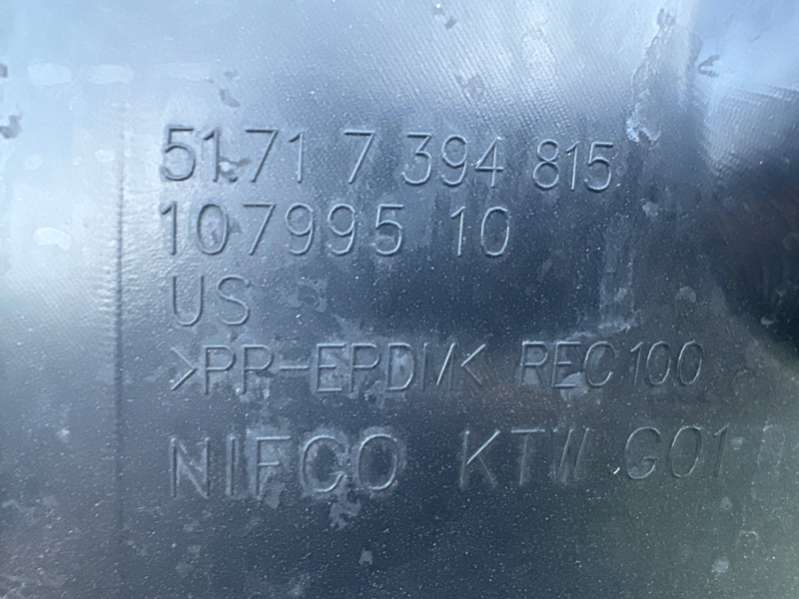 51.71 7 394 815
107995 10
US
>PP-EPDM< REC100
NIFCO KTW G01